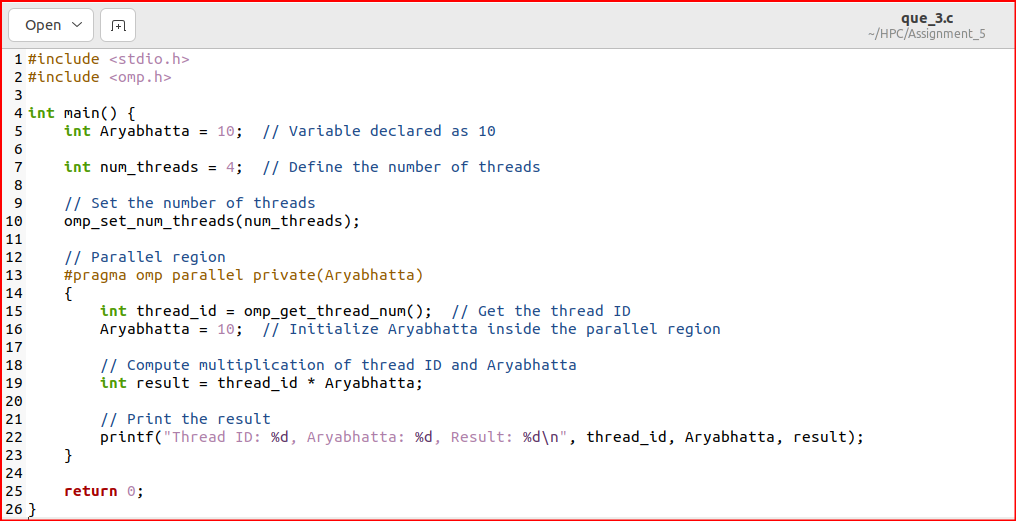 Open
que_3.c
~/HPC/Assignment_5
1 #include <stdio.h>
2 #include <omp.h>
3
4 int main() {
5     int Aryabhatta = 10;  // Variable declared as 10
6
7     int num_threads = 4;  // Define the number of threads
8
9     // Set the number of threads
10     omp_set_num_threads(num_threads);
11
12     // Parallel region
13     #pragma omp parallel private(Aryabhatta)
14     {
15         int thread_id = omp_get_thread_num();  // Get the thread ID
16         Aryabhatta = 10;  // Initialize Aryabhatta inside the parallel region
17
18         // Compute multiplication of thread ID and Aryabhatta
19         int result = thread_id * Aryabhatta;
20
21         // Print the result
22         printf("Thread ID: %d, Aryabhatta: %d, Result: %d\n", thread_id, Aryabhatta, result);
23     }
24
25     return 0;
26 }